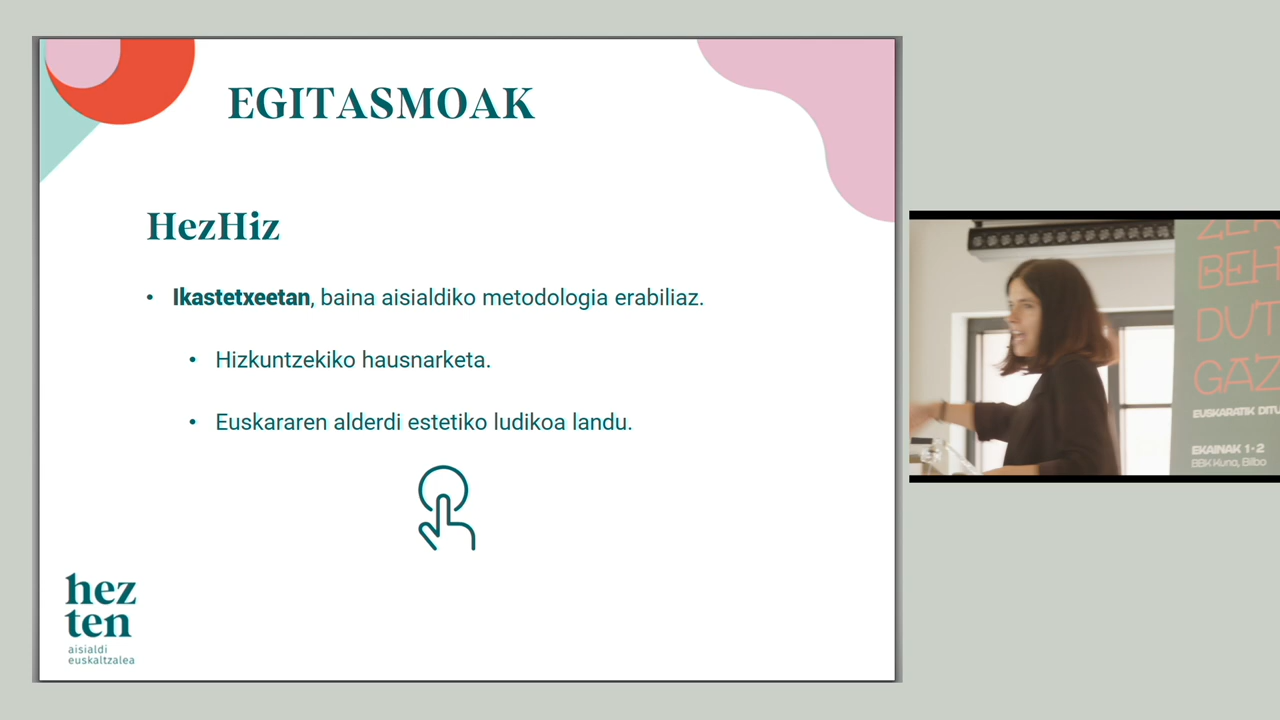 EGITASMOAK
HezHiz
• Ikastetxeetan, baina aisialdiko metodologia erabiliaz.
• Hizkuntzekiko hausnarketa.
• Euskararen alderdi estetiko ludikoa landu.
hez
ten
aisialdi
euskaltzalea
BEH
DUT
GAZ
EUSKARATIK DITU
EKAINAK 1-2
BBK Kuna, Bilbo